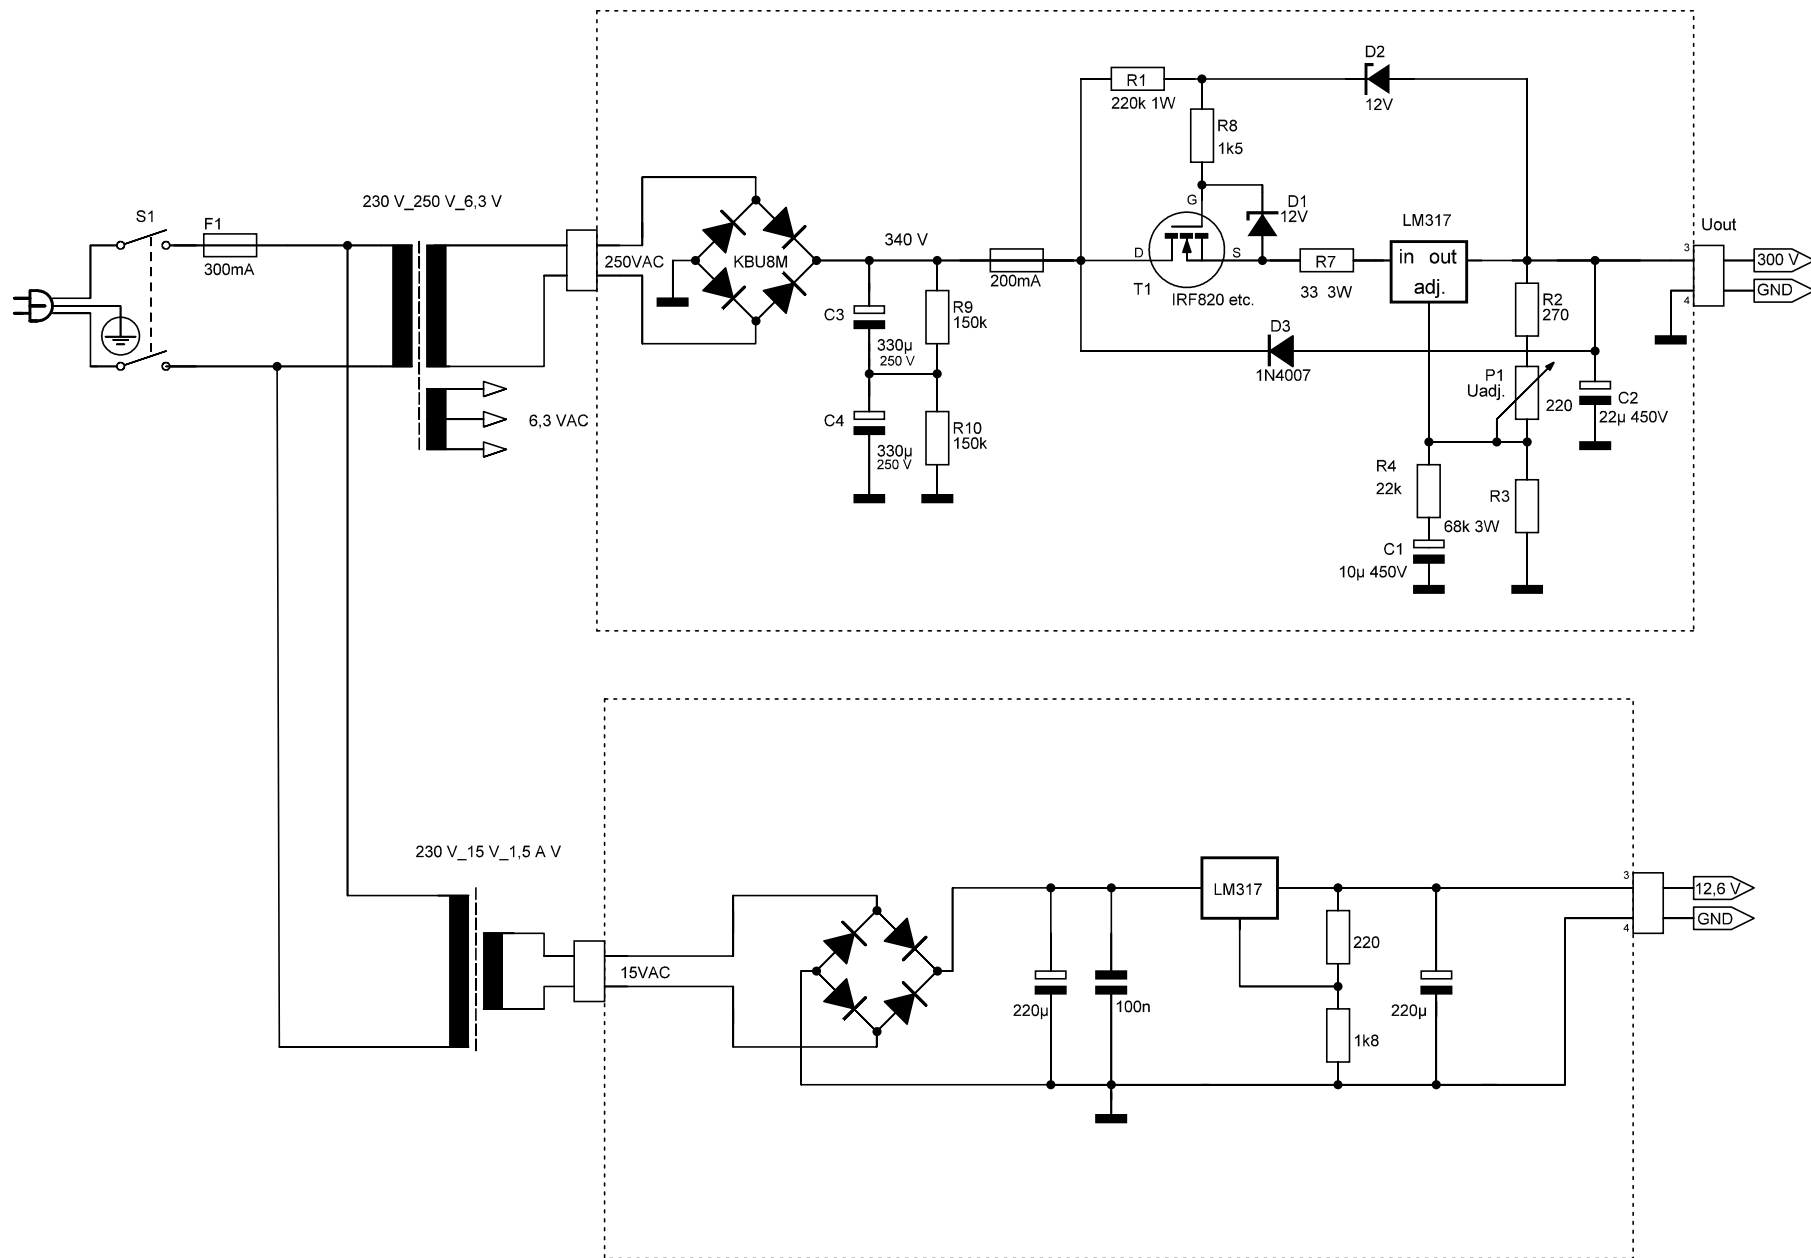 D2
R1
220k 1W
12V
R8
1k5
230 V_250 V_6,3 V
S1
F1
300mA
G
D1
12V
LM317
Uout
250VAC
KBU8M
340 V
200mA
D
S
T1
IRF820 etc.
R7
33 3W
in out
adj.
3
300 V
4
GND
R2
270
C3
330µ
250 V
R9
150k
D3
1N4007
P1
Uadj.
220
C2
22µ 450V
6,3 VAC
C4
330µ
250 V
R10
150k
R4
22k
R3
68k 3W
C1
10µ 450V
230 V_15 V_1,5 A V
15VAC
LM317
3
12,6 V
4
GND
220
220µ
100n
220µ
1k8